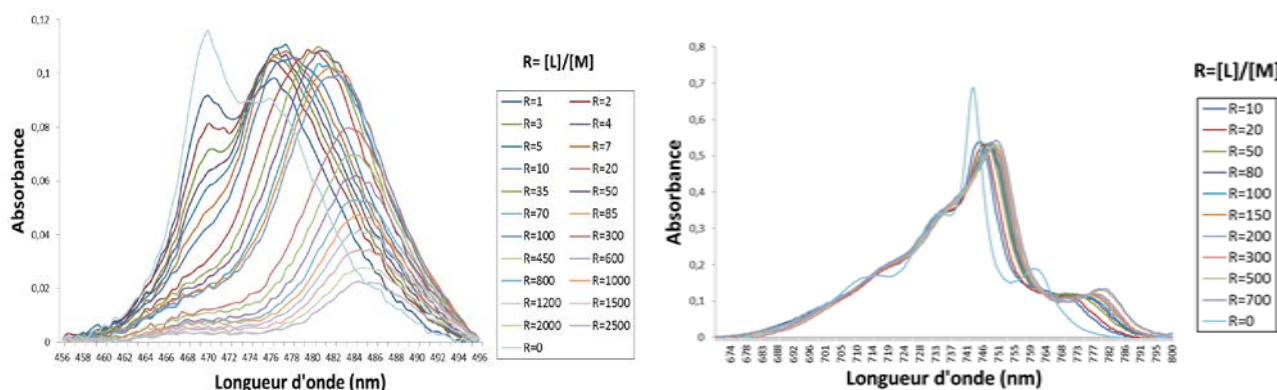 0,12
0,1
0,08
0,06
0,04
0,02
0
Absorbance
456 458 460 462 464 466 468 470 472 474 476 478 480 482 484 486 488 490 492 494 496
Longueur d'onde (nm)
R= [L]/[M]
R=1 R=2
R=3 R=4
R=5 R=7
R=10 R=20
R=35 R=50
R=70 R=85
R=100 R=300
R=450 R=600
R=800 R=1000
R=1200 R=1500
R=2000 R=2500
R=0
0,8
0,7
0,6
0,5
0,4
0,3
0,2
0,1
0
Absorbance
674 678 683 687 692 696 701 705 710 714 719 724 728 733 737 741 746 751 755 760 764 768 773 777 782 786 791 795 800
Longueur d'onde (nm)
R=[L]/[M]
R=10
R=20
R=50
R=80
R=100
R=150
R=200
R=300
R=500
R=700
R=0